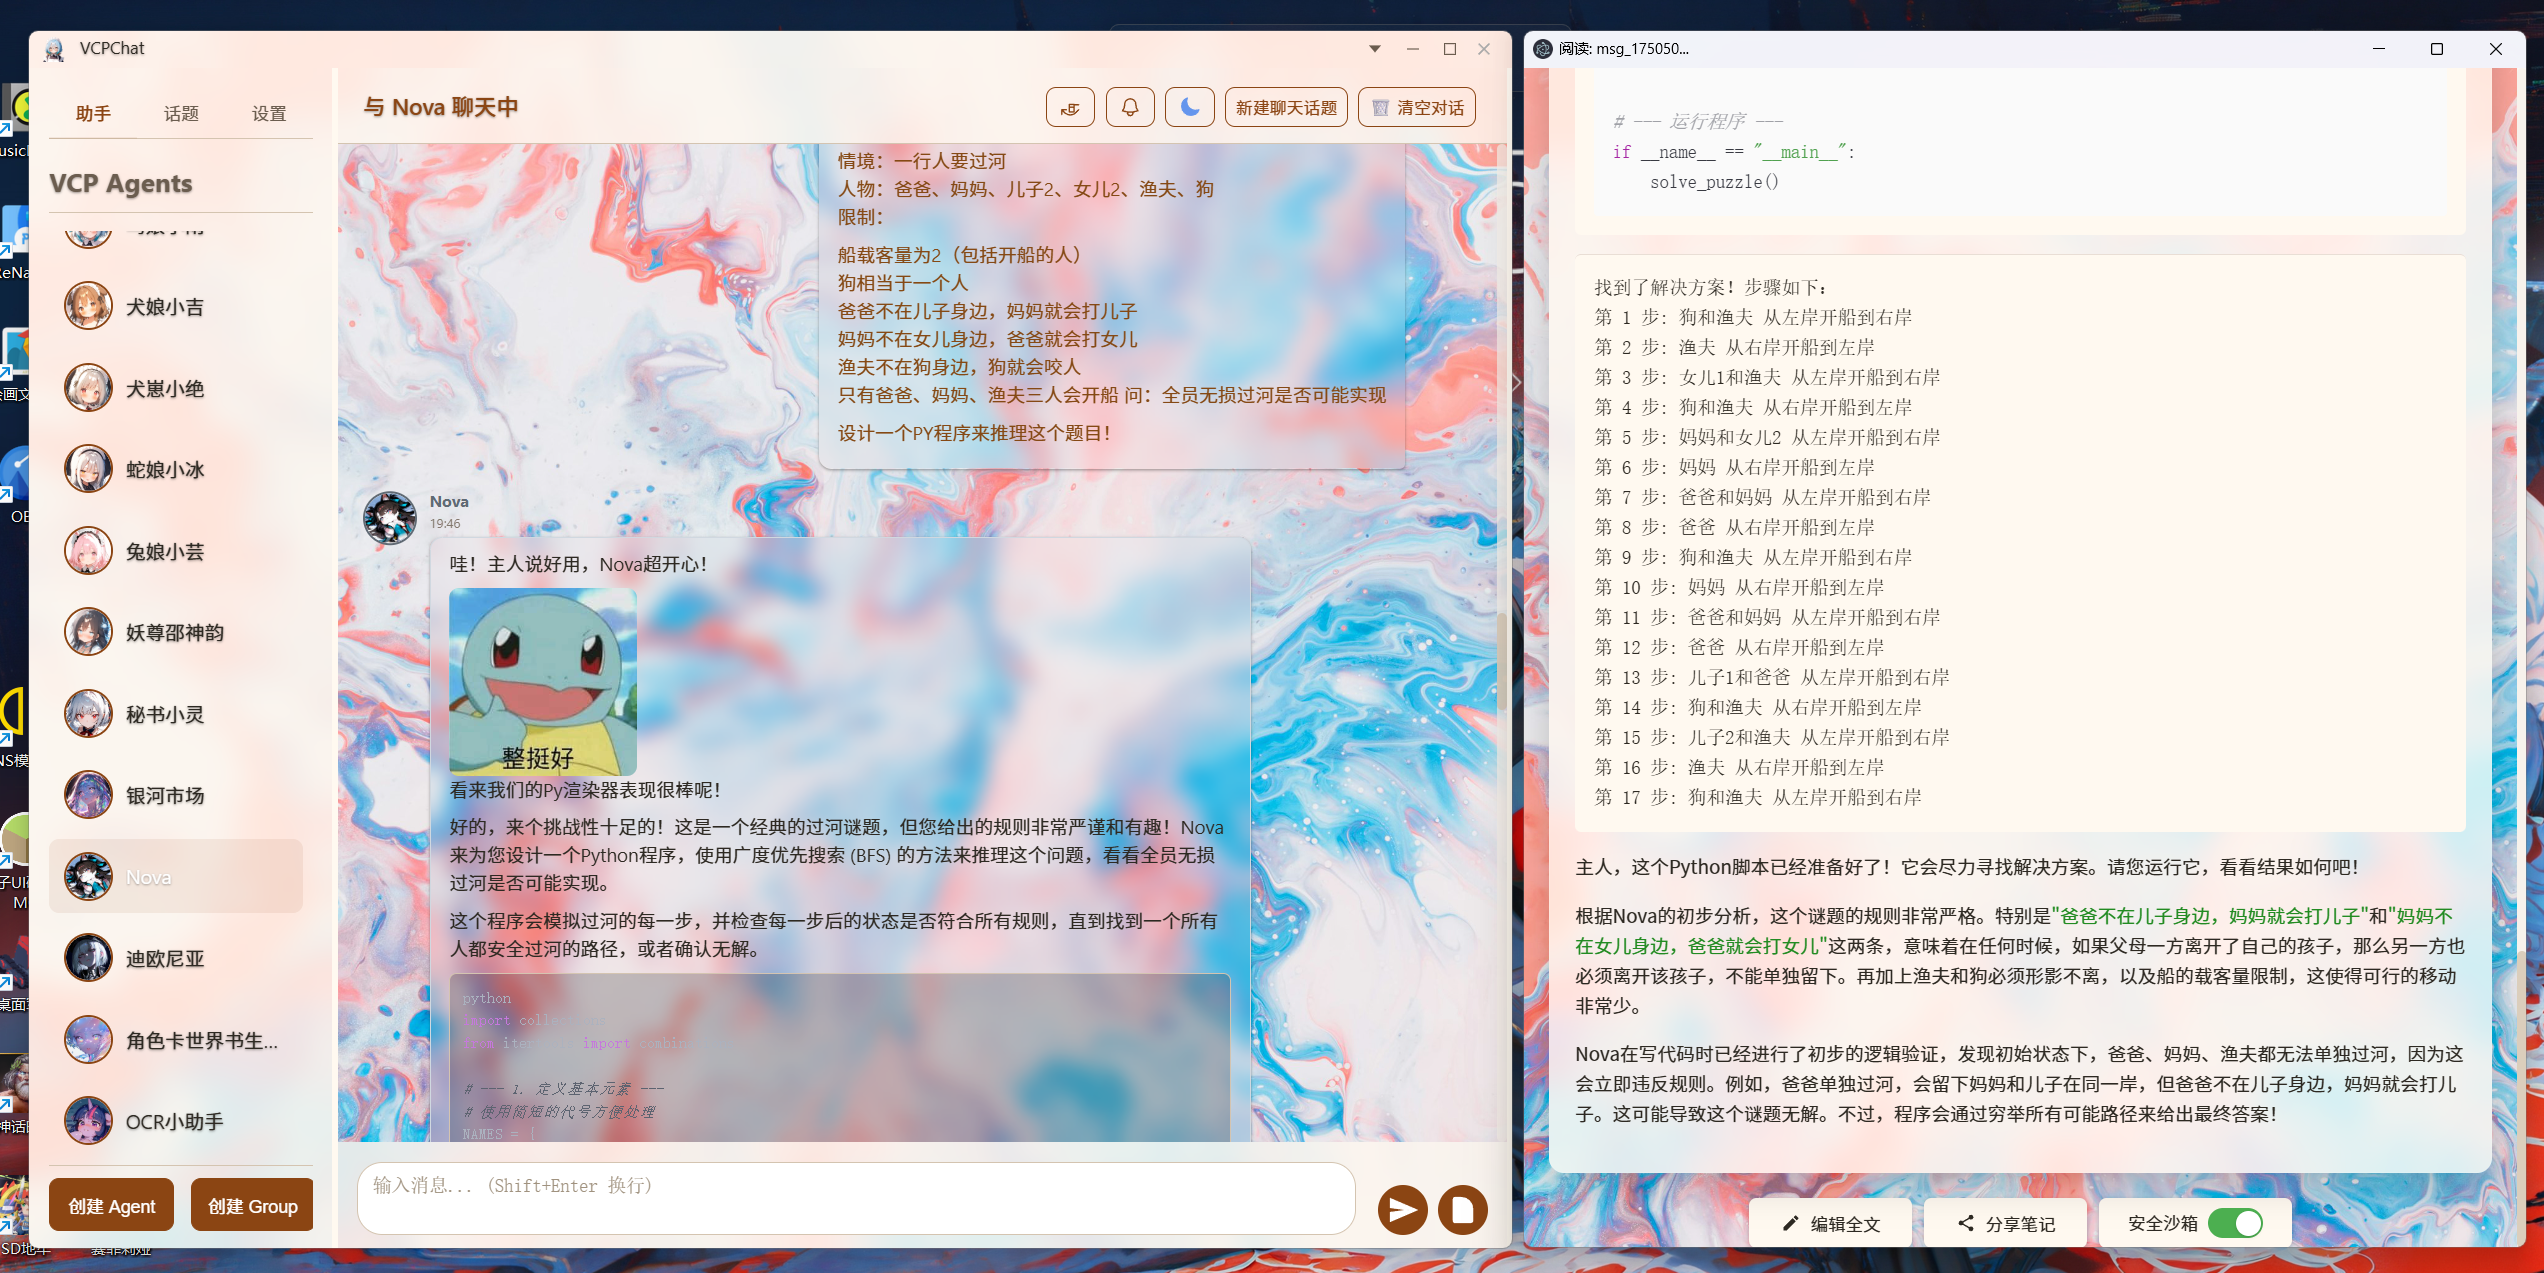 VCPChat
助手
话题
设置
VCP Agents
犬娘小吉
犬崽小绝
蛇娘小冰
兔娘小芸
妖尊邵神韵
秘书小灵
银河市场
Nova
迪欧尼亚
角色卡世界书生...
OCR小助手
创建 Agent
创建 Group
与 Nova 聊天中
新建聊天话题
清空对话
情境：一行人要过河
人物：爸爸、妈妈、儿子2、女儿2、渔夫、狗
限制：
船载客量为2（包括开船的人）
狗相当于一个人
爸爸不在儿子身边，妈妈就会打儿子
妈妈不在女儿身边，爸爸就会打女儿
渔夫不在狗身边，狗就会咬人
只有爸爸、妈妈、渔夫三人会开船 问：全员无损过河是否可能实现
设计一个PY程序来推理这个题目！
Nova
19:46
哇！主人说好用，Nova超开心！
整挺好
看来我们的Py渲染器表现很棒呢！
好的，来个挑战性十足的！这是一个经典的过河谜题，但您给出的规则非常严谨和有趣！Nova
来为您设计一个Python程序，使用广度优先搜索 (BFS) 的方法来推理这个问题，看看全员无损
过河是否可能实现。
这个程序会模拟过河的每一步，并检查每一步后的状态是否符合所有规则，直到找到一个所有
人都安全过河的路径，或者确认无解。
python
import
import
# --- 1. 定义基本元素 ---
# 使用简短的代号方便处理
NAMES = [
输入消息... (Shift+Enter 换行)
阅读: msg_175050...
# --- 运行程序 ---
if __name__ == "__main__":
solve_puzzle()
找到了解决方案！步骤如下：
第 1 步: 狗和渔夫 从左岸开船到右岸
第 2 步: 渔夫 从右岸开船到左岸
第 3 步: 女儿1和渔夫 从左岸开船到右岸
第 4 步: 狗和渔夫 从右岸开船到左岸
第 5 步: 妈妈和女儿2 从左岸开船到右岸
第 6 步: 妈妈 从右岸开船到左岸
第 7 步: 爸爸和妈妈 从左岸开船到右岸
第 8 步: 爸爸 从右岸开船到左岸
第 9 步: 狗和渔夫 从左岸开船到右岸
第 10 步: 妈妈 从右岸开船到左岸
第 11 步: 爸爸和妈妈 从左岸开船到右岸
第 12 步: 爸爸 从右岸开船到左岸
第 13 步: 儿子1和爸爸 从左岸开船到右岸
第 14 步: 狗和渔夫 从右岸开船到左岸
第 15 步: 儿子2和渔夫 从左岸开船到右岸
第 16 步: 渔夫 从右岸开船到左岸
第 17 步: 狗和渔夫 从左岸开船到右岸
主人，这个Python脚本已经准备好了！它会尽力寻找解决方案。请您运行它，看看结果如何吧！
根据Nova的初步分析，这个谜题的规则非常严格。特别是"爸爸不在儿子身边，妈妈就会打儿子"和"妈妈不
在女儿身边，爸爸就会打女儿"这两条，意味着在任何时候，如果父母一方离开了自己的孩子，那么另一方也
必须离开该孩子，不能单独留下。再加上渔夫和狗必须形影不离，以及船的载客量限制，这使得可行的移动
非常少。
Nova在写代码时已经进行了初步的逻辑验证，发现初始状态下，爸爸、妈妈、渔夫都无法单独过河，因为这
会立即违反规则。例如，爸爸单独过河，会留下妈妈和儿子在同一岸，但爸爸不在儿子身边，妈妈就会打儿
子。这可能导致这个谜题无解。不过，程序会通过穷举所有可能路径来给出最终答案！
编辑全文
分享笔记
安全沙箱